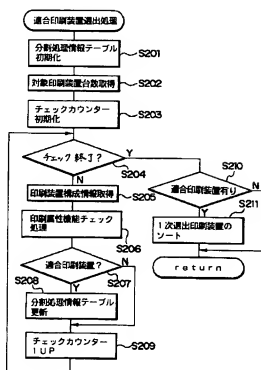 適合印刷装置選出処理
分割処理情報テーブル
初期化
S201
対象印刷装置台数取得
S202
チェックカウンター
初期化
S203
チェック終了?
Y
S204
N
印刷装置構成情報取得
S205
印刷属性機能チェック
処理
S206
適合印刷装置?
N
S207
Y
S208
分割処理情報テーブル
更新
チェックカウンター
1UP
S209
S210
適合印刷装置有り
N
Y
S211
1次選出印刷装置の
ソート
return